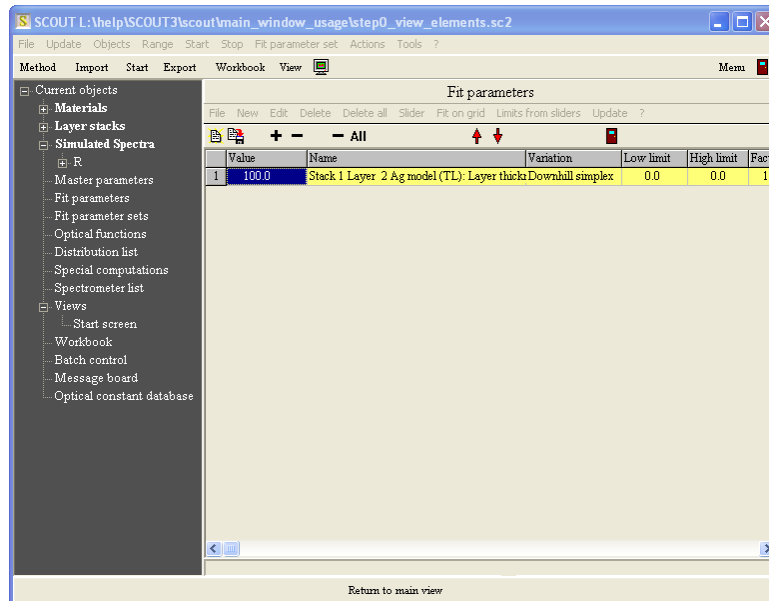 SCOUT L:\help\SCOUT3\scout\main_window_usage\step0_view_elements.sc2
File Update Objects Range Start Stop Fit parameter set Actions Tools ?
Method Import Start Export Workbook View Menu
Current objects
Materials
Layer stacks
Simulated Spectra
R
Master parameters
Fit parameters
Fit parameter sets
Optical functions
Distribution list
Special computations
Spectrometer list
Views
Start screen
Workbook
Batch control
Message board
Optical constant database
Fit parameters
File New Edit Delete Delete all Slider Fit on grid Limits from sliders Update ?
All
Value Name Variation Low limit High limit Fac
1 100.0 Stack 1 Layer 2 Ag model (TL): Layer thick Downhill simplex 0.0 0.0 1
Return to main view